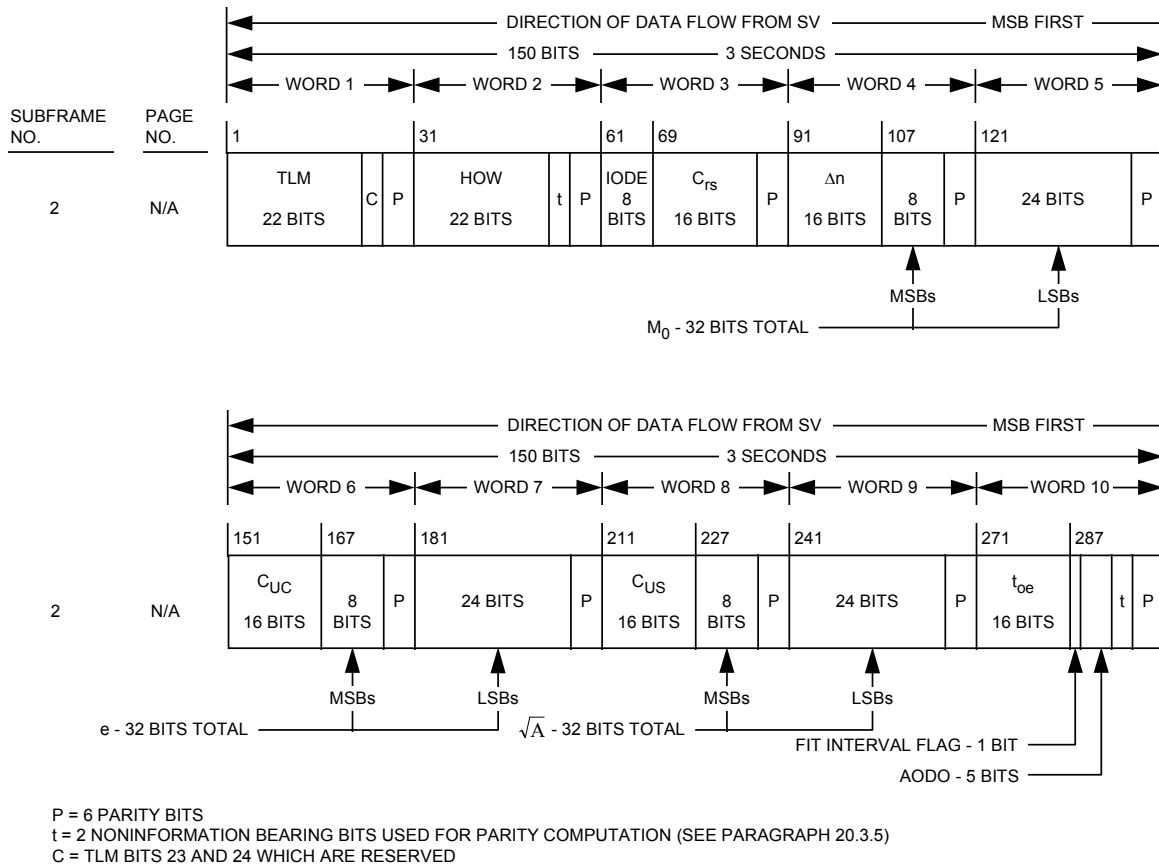 DIRECTION OF DATA FLOW FROM SV MSB FIRST
150 BITS 3 SECONDS
WORD 1 WORD 2 WORD 3 WORD 4 WORD 5
SUBFRAME NO. PAGE NO.
1 31 61 69 91 107 121
2 N/A
TLM 22 BITS C P HOW 22 BITS t P IODE 8 BITS C_rs 16 BITS P Δn 16 BITS 8 BITS P 24 BITS P
MSBs LSBs
M_0 - 32 BITS TOTAL
DIRECTION OF DATA FLOW FROM SV MSB FIRST
150 BITS 3 SECONDS
WORD 6 WORD 7 WORD 8 WORD 9 WORD 10
151 167 181 211 227 241 271 287
2 N/A
C_UC 16 BITS 8 BITS P 24 BITS P C_US 16 BITS 8 BITS P 24 BITS P t_oe 16 BITS t P
MSBs LSBs MSBs LSBs
e - 32 BITS TOTAL √A - 32 BITS TOTAL
FIT INTERVAL FLAG - 1 BIT
AODO - 5 BITS
P = 6 PARITY BITS
t = 2 NONINFORMATION BEARING BITS USED FOR PARITY COMPUTATION (SEE PARAGRAPH 20.3.5)
C = TLM BITS 23 AND 24 WHICH ARE RESERVED